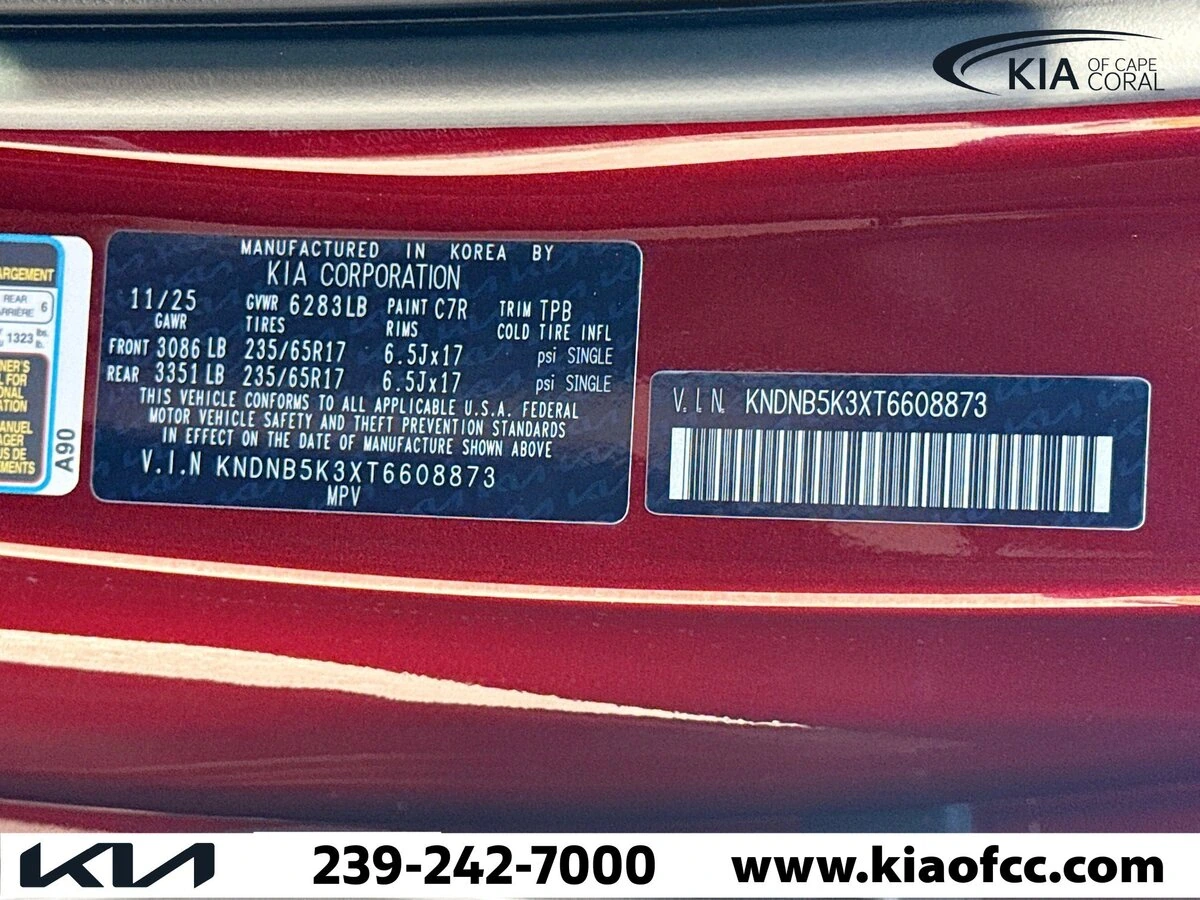 KIA OF CAPE
CORAL
MANUFACTURED IN KOREA BY
KIA CORPORATION
11/25 GVWR 6283LB PAINT C7R TRIM TPB
GAWR TIRES RIMS COLD TIRE INFL
FRONT 3086 LB 235/65R17 6.5Jx17 psi SINGLE
REAR 3351 LB 235/65R17 6.5Jx17 psi SINGLE
THIS VEHICLE CONFORMS TO ALL APPLICABLE U.S.A. FEDERAL
MOTOR VEHICLE SAFETY AND THEFT PREVENTION STANDARDS
IN EFFECT ON THE DATE OF MANUFACTURE SHOWN ABOVE
V.I.N KNDNB5K3XT6608873
MPV
V.I.N. KNDNB5K3XT6608873
REAR 6
1323 lbs.
A90
KIA 239-242-7000 www.kiaofcc.com